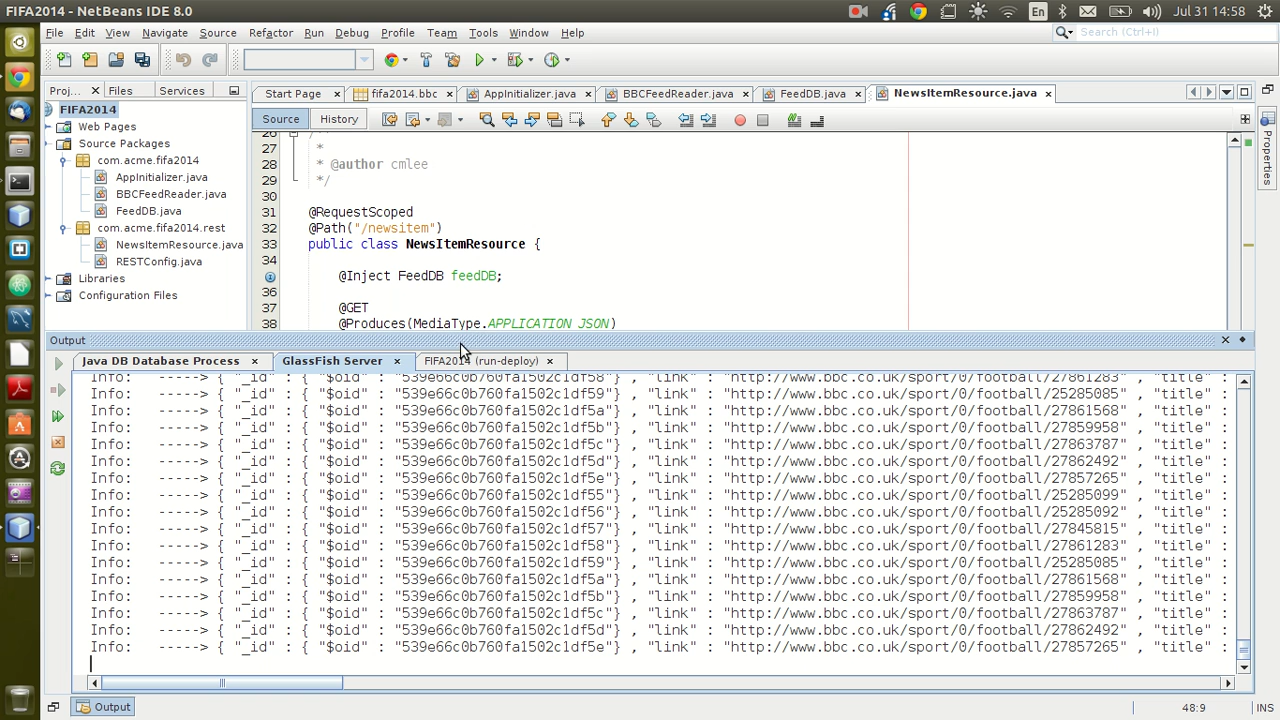 FIFA2014 - NetBeans IDE 8.0
En
Jul 31 14:58
File Edit View Navigate Source Refactor Run Debug Profile Team Tools Window Help
Search (Ctrl+I)
Proj... Files Services
Start Page fifa2014.bbc AppInitializer.java BBCFeedReader.java FeedDB.java NewsItemResource.java
FIFA2014
Web Pages
Source Packages
com.acme.fifa2014
AppInitializer.java
BBCFeedReader.java
FeedDB.java
com.acme.fifa2014.rest
NewsItemResource.java
RESTConfig.java
Libraries
Configuration Files
Source History
26 /**
27 *
28 * @author cmlee
29 */
30
31 @RequestScoped
32 @Path("/newsitem")
33 public class NewsItemResource {
34
@Inject FeedDB feedDB;
36
37 @GET
38 @Produces(MediaType.APPLICATION_JSON)
Properties
Output
Java DB Database Process GlassFish Server FIFA2014 (run-deploy)
Info: -----> { "_id" : { "$oid" : "539e66c0b760fa1502c1df58"} , "link" : "http://www.bbc.co.uk/sport/0/football/27861283" , "title" :
Info: -----> { "_id" : { "$oid" : "539e66c0b760fa1502c1df59"} , "link" : "http://www.bbc.co.uk/sport/0/football/25285085" , "title" :
Info: -----> { "_id" : { "$oid" : "539e66c0b760fa1502c1df5a"} , "link" : "http://www.bbc.co.uk/sport/0/football/27861568" , "title" :
Info: -----> { "_id" : { "$oid" : "539e66c0b760fa1502c1df5b"} , "link" : "http://www.bbc.co.uk/sport/0/football/27859958" , "title" :
Info: -----> { "_id" : { "$oid" : "539e66c0b760fa1502c1df5c"} , "link" : "http://www.bbc.co.uk/sport/0/football/27863787" , "title" :
Info: -----> { "_id" : { "$oid" : "539e66c0b760fa1502c1df5d"} , "link" : "http://www.bbc.co.uk/sport/0/football/27862492" , "title" :
Info: -----> { "_id" : { "$oid" : "539e66c0b760fa1502c1df5e"} , "link" : "http://www.bbc.co.uk/sport/0/football/27857265" , "title" :
Info: -----> { "_id" : { "$oid" : "539e66c0b760fa1502c1df55"} , "link" : "http://www.bbc.co.uk/sport/0/football/25285099" , "title" :
Info: -----> { "_id" : { "$oid" : "539e66c0b760fa1502c1df56"} , "link" : "http://www.bbc.co.uk/sport/0/football/25285092" , "title" :
Info: -----> { "_id" : { "$oid" : "539e66c0b760fa1502c1df57"} , "link" : "http://www.bbc.co.uk/sport/0/football/27845815" , "title" :
Info: -----> { "_id" : { "$oid" : "539e66c0b760fa1502c1df58"} , "link" : "http://www.bbc.co.uk/sport/0/football/27861283" , "title" :
Info: -----> { "_id" : { "$oid" : "539e66c0b760fa1502c1df59"} , "link" : "http://www.bbc.co.uk/sport/0/football/25285085" , "title" :
Info: -----> { "_id" : { "$oid" : "539e66c0b760fa1502c1df5a"} , "link" : "http://www.bbc.co.uk/sport/0/football/27861568" , "title" :
Info: -----> { "_id" : { "$oid" : "539e66c0b760fa1502c1df5b"} , "link" : "http://www.bbc.co.uk/sport/0/football/27859958" , "title" :
Info: -----> { "_id" : { "$oid" : "539e66c0b760fa1502c1df5c"} , "link" : "http://www.bbc.co.uk/sport/0/football/27863787" , "title" :
Info: -----> { "_id" : { "$oid" : "539e66c0b760fa1502c1df5d"} , "link" : "http://www.bbc.co.uk/sport/0/football/27862492" , "title" :
Info: -----> { "_id" : { "$oid" : "539e66c0b760fa1502c1df5e"} , "link" : "http://www.bbc.co.uk/sport/0/football/27857265" , "title" :
Output
48:9 INS